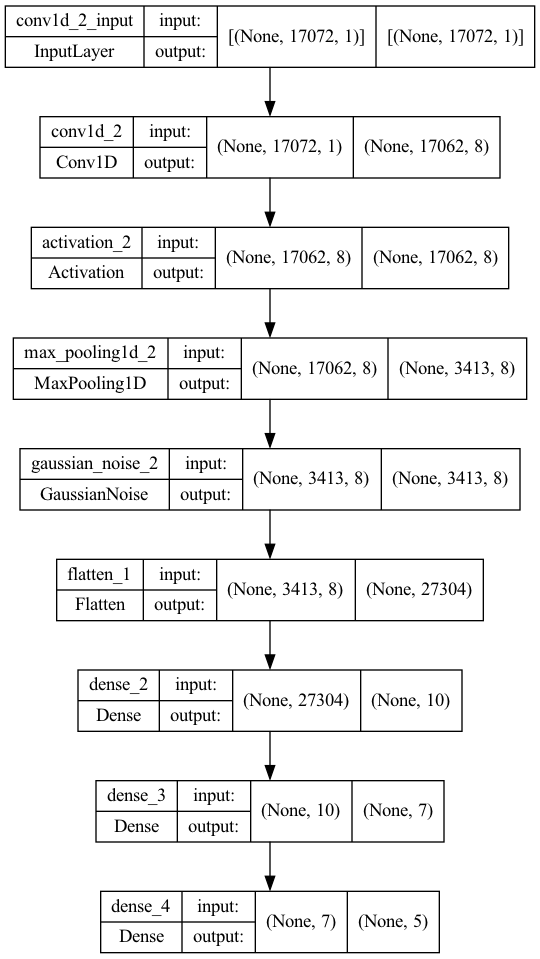 conv1d_2_input input: [(None, 17072, 1)] [(None, 17072, 1)]
InputLayer output:
conv1d_2 input: (None, 17072, 1) (None, 17062, 8)
Conv1D output:
activation_2 input: (None, 17062, 8) (None, 17062, 8)
Activation output:
max_pooling1d_2 input: (None, 17062, 8) (None, 3413, 8)
MaxPooling1D output:
gaussian_noise_2 input: (None, 3413, 8) (None, 3413, 8)
GaussianNoise output:
flatten_1 input: (None, 3413, 8) (None, 27304)
Flatten output:
dense_2 input: (None, 27304) (None, 10)
Dense output:
dense_3 input: (None, 10) (None, 7)
Dense output:
dense_4 input: (None, 7) (None, 5)
Dense output: